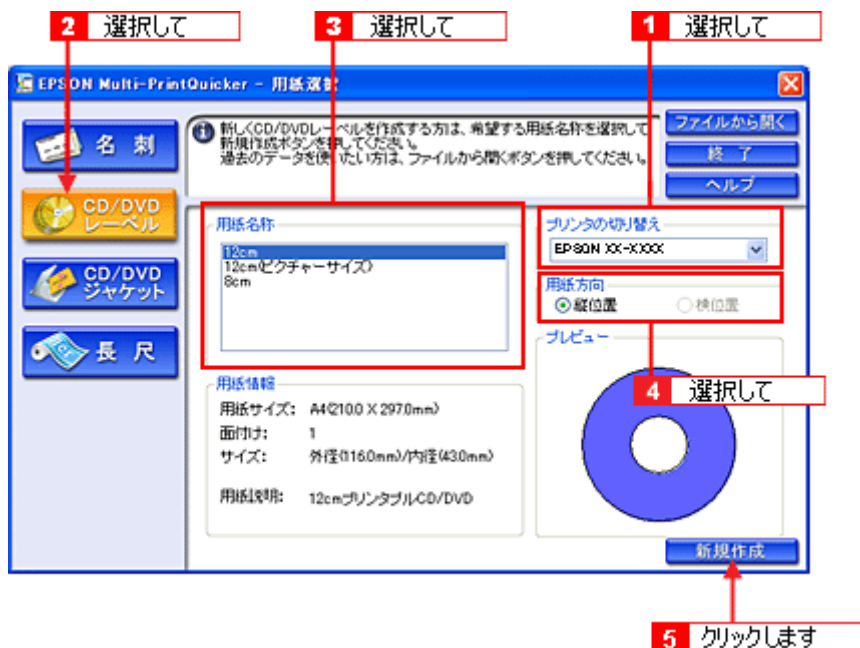 2 選択して
3 選択して
1 選択して
EPSON Multi-PrintQuicker - 用紙選択
名 刺
CD/DVD
レーベル
CD/DVD
ジャケット
長 尺
新しくCD/DVDレーベルを作成する方は、希望する用紙名称を選択して
新規作成ボタンを押してください。
過去のデータを使いたい方は、ファイルから開くボタンを押してください。
ファイルから開く
終 了
ヘルプ
用紙名称
12cm
12cm(ピクチャーサイズ)
8cm
プリンタの切り替え
EPSON XX-XXXX
用紙方向
縦位置
横位置
プレビュー
4 選択して
用紙情報
用紙サイズ: A4(210.0 X 297.0mm)
面付け: 1
サイズ: 外径(116.0mm)/内径(43.0mm)
用紙説明: 12cmプリンタブルCD/DVD
新規作成
5 クリックします